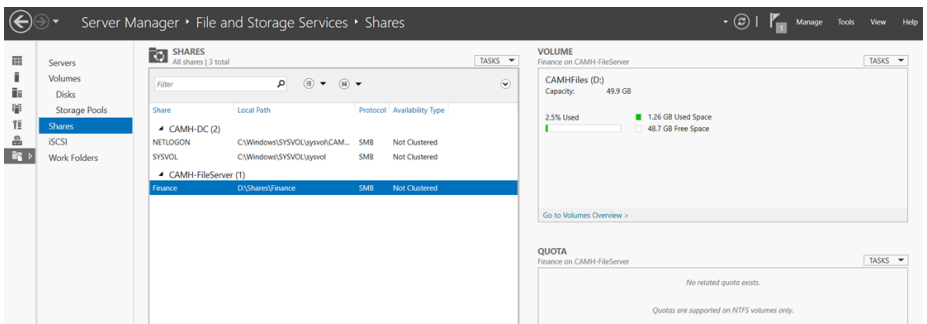 Server Manager ‣ File and Storage Services ‣ Shares
1 Manage Tools View Help
Servers
Volumes
Disks
Storage Pools
Shares
iSCSI
Work Folders
SHARES
All shares | 3 total
TASKS
Filter
Share Local Path Protocol Availability Type
CAMH-DC (2)
NETLOGON C:\Windows\SYSVOL\sysvol\CAM... SMB Not Clustered
SYSVOL C:\Windows\SYSVOL\sysvol SMB Not Clustered
CAMH-FileServer (1)
Finance D:\Shares\Finance SMB Not Clustered
VOLUME
Finance on CAMH-FileServer
TASKS
CAMHFiles (D:)
Capacity: 49.9 GB
2.5% Used
1.26 GB Used Space
48.7 GB Free Space
Go to Volumes Overview >
QUOTA
Finance on CAMH-FileServer
TASKS
No related quota exists.
Quotas are supported on NTFS volumes only.